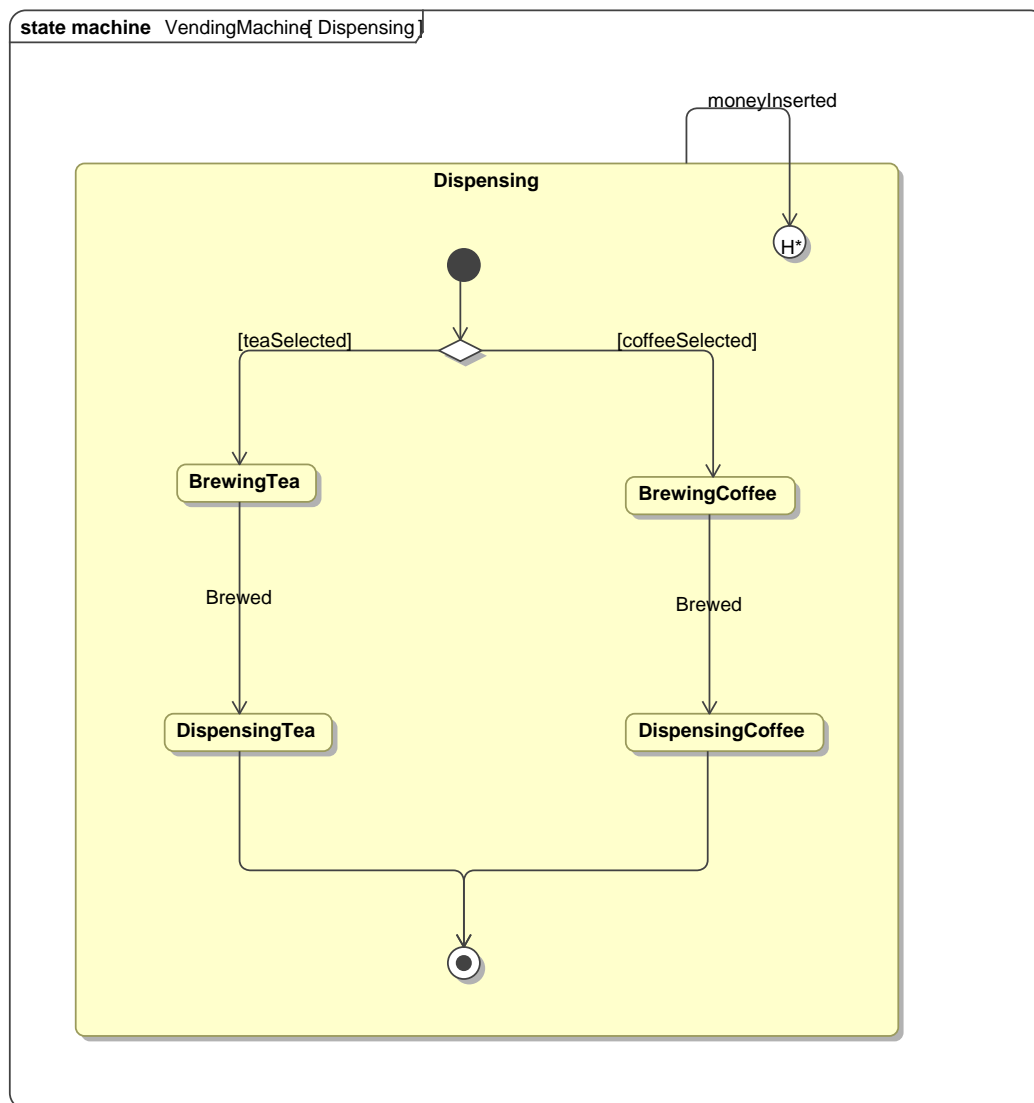 state machine VendingMachine[ Dispensing ]
moneyInserted
Dispensing
H*
[teaSelected]
[coffeeSelected]
BrewingTea
BrewingCoffee
Brewed
Brewed
DispensingTea
DispensingCoffee